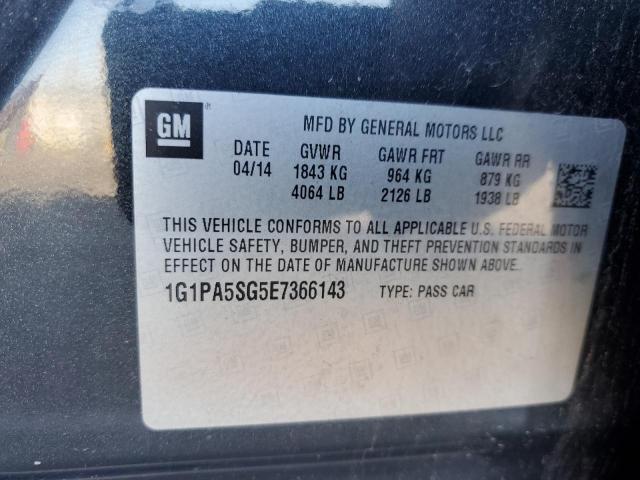 GM
MFD BY GENERAL MOTORS LLC
DATE GVWR GAWR FRT GAWR RR
04/14 1843 KG 964 KG 879 KG
4064 LB 2126 LB 1938 LB
THIS VEHICLE CONFORMS TO ALL APPLICABLE U.S. FEDERAL MOTOR
VEHICLE SAFETY, BUMPER, AND THEFT PREVENTION STANDARDS IN
EFFECT ON THE DATE OF MANUFACTURE SHOWN ABOVE.
1G1PA5SG5E7366143 TYPE: PASS CAR